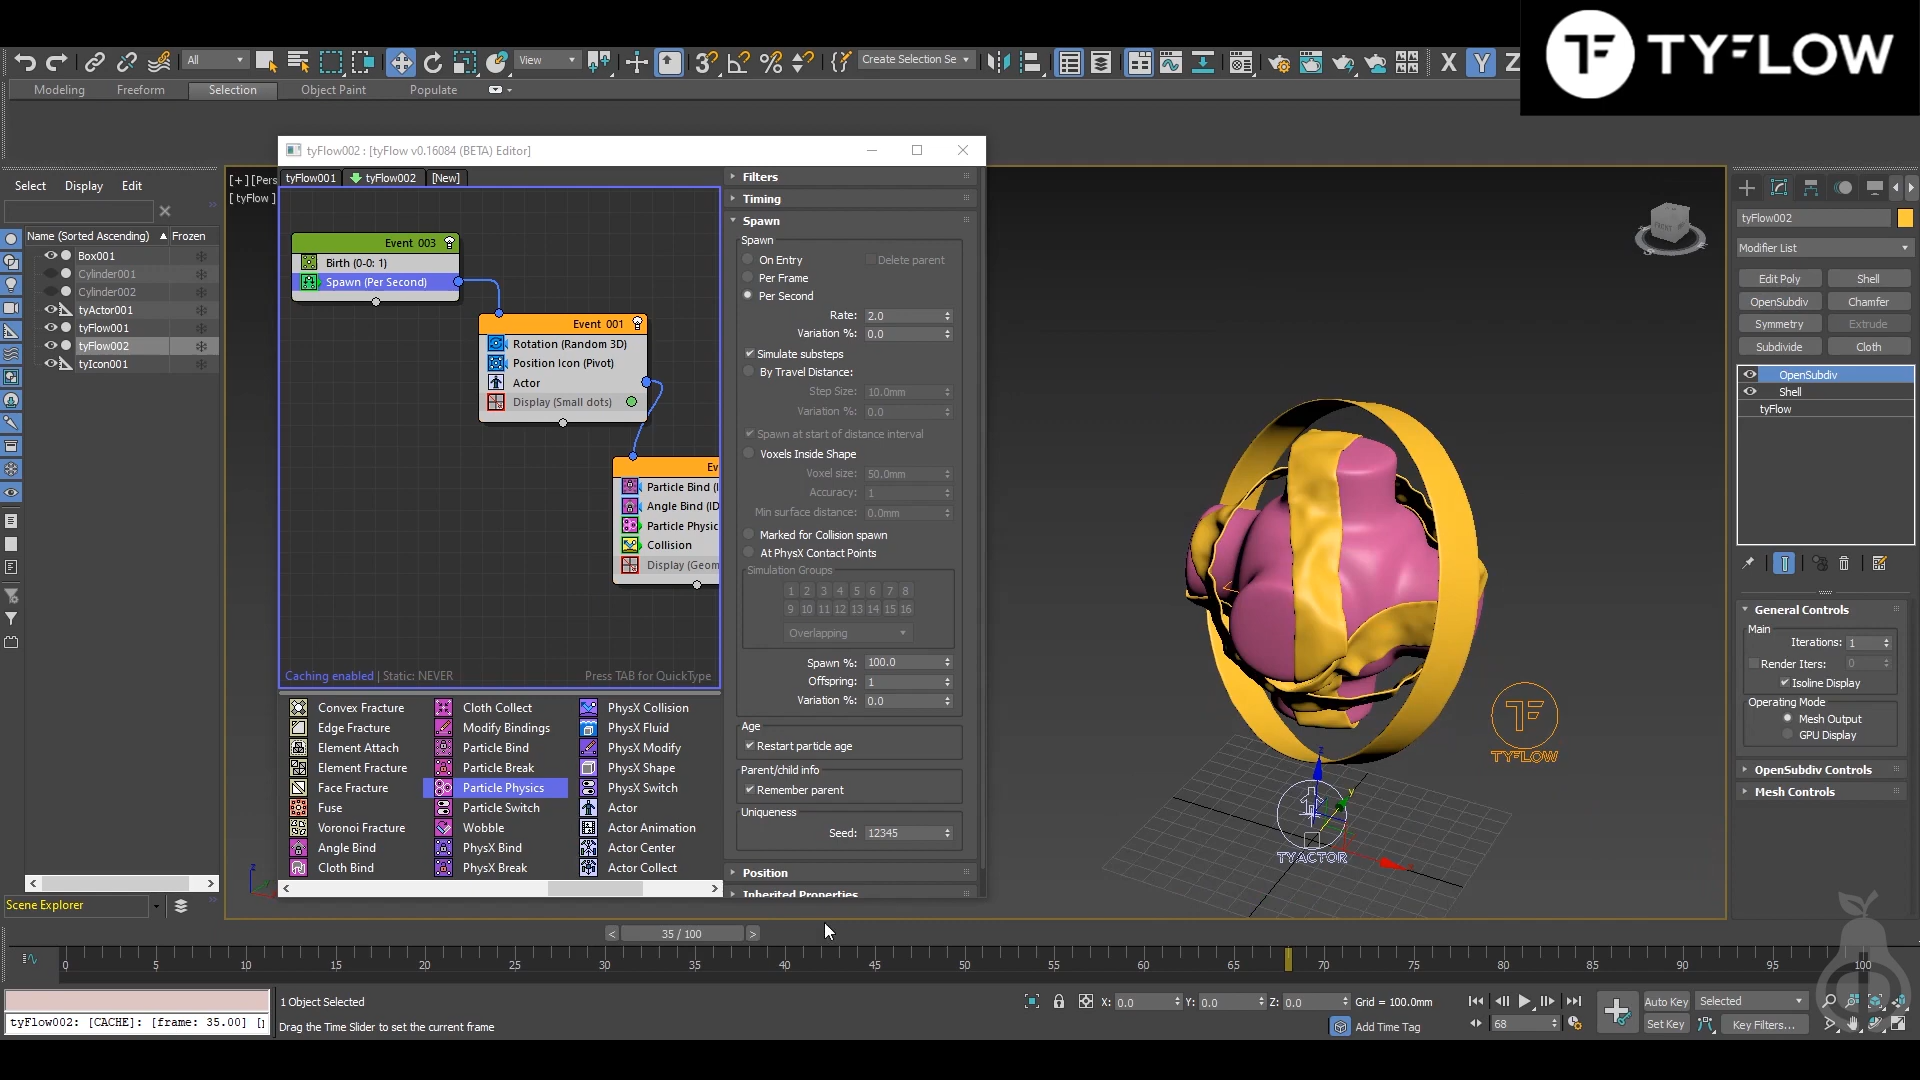 TYFLOW
All
View
Create Selection Se
X
Y
Z
Modeling
Freeform
Selection
Object Paint
Populate
tyFlow002 : [tyFlow v0.16084 (BETA) Editor]
Select
Display
Edit
Name (Sorted Ascending)
Frozen
Box001
Cylinder001
Cylinder002
tyActor001
tyFlow001
tyFlow002
tyIcon001
Scene Explorer
[+] [Pers
[ tyFlow ]
tyFlow001
tyFlow002
[New]
Event 003
Birth (0-0: 1)
Spawn (Per Second)
Event 001
Rotation (Random 3D)
Position Icon (Pivot)
Actor
Display (Small dots)
Ev
Particle Bind (I
Angle Bind (ID
Particle Physic
Collision
Display (Geom
Caching enabled | Static: NEVER
Press TAB for QuickType
Convex Fracture
Cloth Collect
PhysX Collision
Edge Fracture
Modify Bindings
PhysX Fluid
Element Attach
Particle Bind
PhysX Modify
Element Fracture
Particle Break
PhysX Shape
Face Fracture
Particle Physics
PhysX Switch
Fuse
Particle Switch
Actor
Voronoi Fracture
Wobble
Actor Animation
Angle Bind
PhysX Bind
Actor Center
Cloth Bind
PhysX Break
Actor Collect
Filters
Timing
Spawn
Spawn
On Entry
Delete parent
Per Frame
Per Second
Rate: 2.0
Variation %: 0.0
Simulate substeps
By Travel Distance:
Step Size: 10.0mm
Variation %: 0.0
Spawn at start of distance interval
Voxels Inside Shape
Voxel size: 50.0mm
Accuracy: 1
Min surface distance: 0.0mm
Marked for Collision spawn
At PhysX Contact Points
Simulation Groups
1 2 3 4 5 6 7 8
9 10 11 12 13 14 15 16
Overlapping
Spawn %: 100.0
Offspring: 1
Variation %: 0.0
Age
Restart particle age
Parent/child info
Remember parent
Uniqueness
Seed: 12345
Position
Inherited Properties
TYFLOW
z
y
TYACTOR
tyFlow002
Modifier List
Edit Poly
Shell
OpenSubdiv
Chamfer
Symmetry
Extrude
Subdivide
Cloth
OpenSubdiv
Shell
tyFlow
General Controls
Main
Iterations: 1
Render Iters: 0
Isoline Display
Operating Mode
Mesh Output
GPU Display
OpenSubdiv Controls
Mesh Controls
35 / 100
0 5 10 15 20 25 30 35 40 45 50 55 60 65 70 75 80 85 90 95 100
tyFlow002: [CACHE]: [frame: 35.00] [
1 Object Selected
Drag the Time Slider to set the current frame
X: 0.0
Y: 0.0
Z: 0.0
Grid = 100.0mm
Add Time Tag
68
Auto Key
Selected
Set Key
Key Filters...